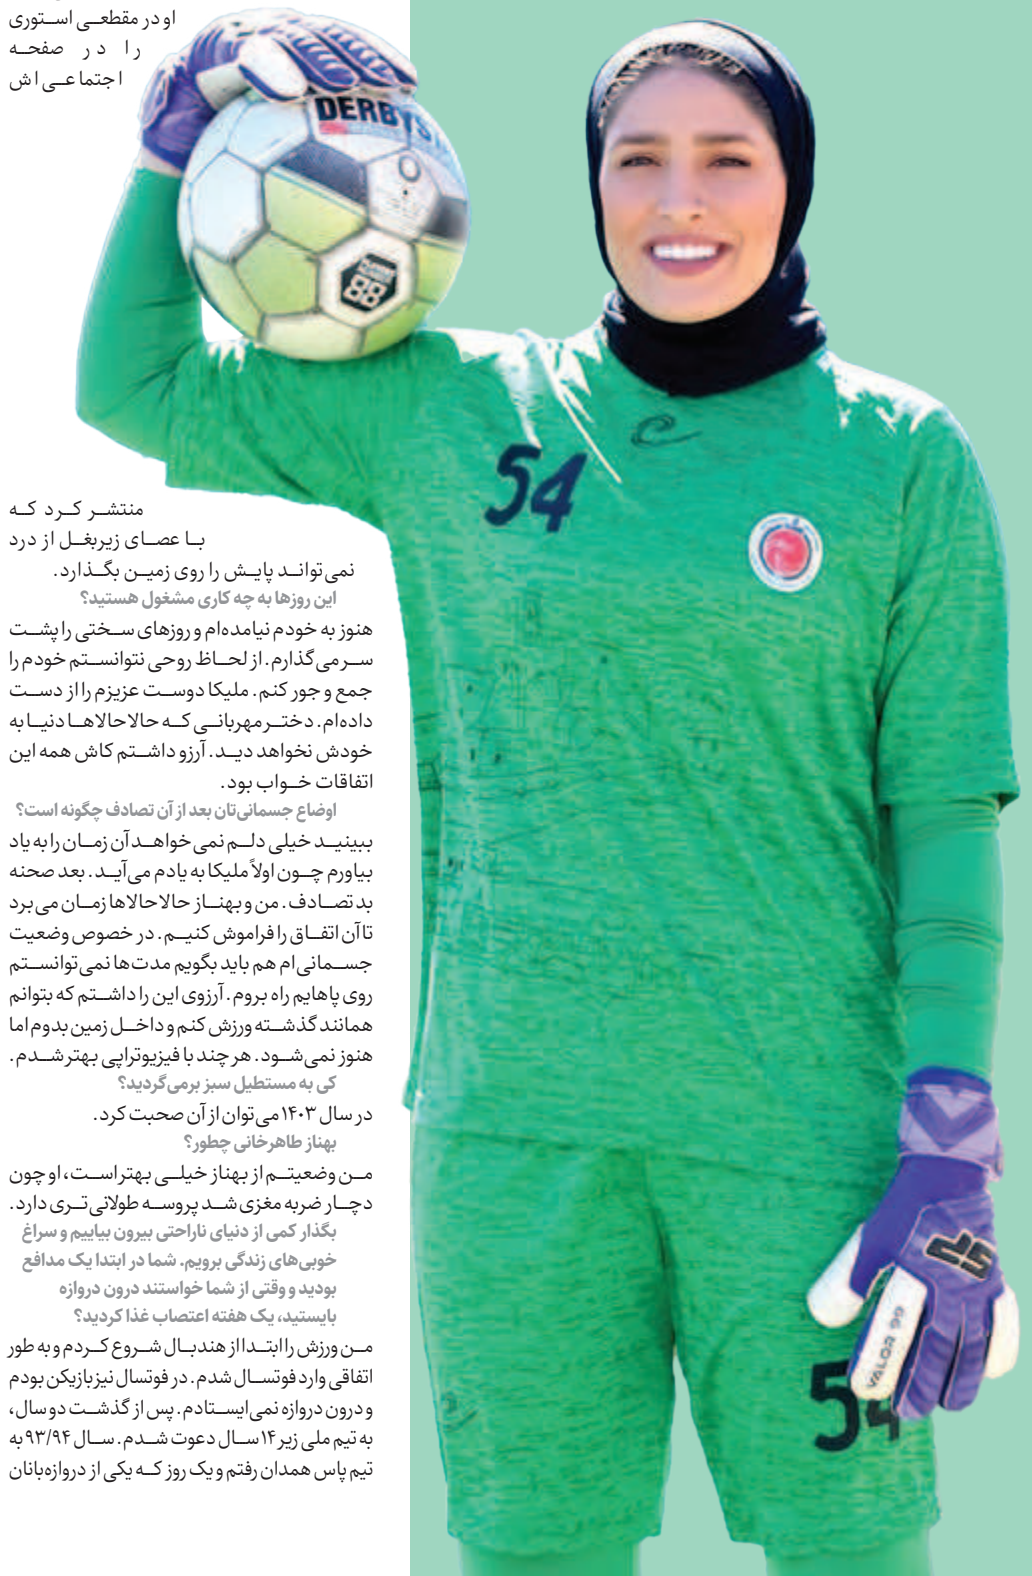 او در مقطعی استوری
را در صفحه
اجتماعی‌اش
DERBYSTAR
88
54
منتشر کرد که
با عصای زیربغل از درد
نمی‌تواند پایش را روی زمین بگذارد.
این روزها به چه کاری مشغول هستید؟
هنوز به خودم نیامده‌ام و روزهای سختی را پشت
سر می‌گذارم. از لحاظ روحی نتوانستم خودم را
جمع و جور کنم. ملیکا دوست عزیزم را از دست
داده‌ام. دختر مهربانی که حالا حالاها دنیا به
خودش نخواهد دید. آرزو داشتم کاش همه این
اتفاقات خواب بود.
اوضاع جسمانی‌تان بعد از آن تصادف چگونه است؟
ببینید خیلی دلم نمی‌خواهد آن زمان را به یاد
بیاورم چون اولاً ملیکا به یادم می‌آید. بعد صحنه
بد تصادف. من و بهناز حالا حالاها زمان می‌برد
تا آن اتفاق را فراموش کنیم. در خصوص وضعیت
جسمانی‌ام هم باید بگویم مدت‌ها نمی‌توانستم
روی پاهایم راه بروم. آرزوی این را داشتم که بتوانم
همانند گذشته ورزش کنم و داخل زمین بدوم اما
هنوز نمی‌شود. هر چند با فیزیوتراپی بهتر شدم.
کی به مستطیل سبز برمی‌گردید؟
در سال ۱۴۰۳ می‌توان از آن صحبت کرد.
بهناز طاهرخانی چطور؟
من وضعیتم از بهناز خیلی بهتر است، او چون
دچار ضربه مغزی شد پروسه طولانی‌تری دارد.
بگذار کمی از دنیای ناراحتی بیرون بیاییم و سراغ
خوبی‌های زندگی برویم. شما در ابتدا یک مدافع
بودید و وقتی از شما خواستند درون دروازه
بایستید، یک هفته اعتصاب غذا کردید؟
من ورزش را ابتدا از هندبال شروع کردم و به طور
اتفاقی وارد فوتسال شدم. در فوتسال نیز بازیکن بودم
و درون دروازه نمی‌ایستادم. پس از گذشت دو سال،
به تیم ملی زیر ۱۴ سال دعوت شدم. سال ۹۳/۹۴ به
تیم پاس همدان رفتم و یک روز که یکی از دروازه‌بانان
VALOR 99
54